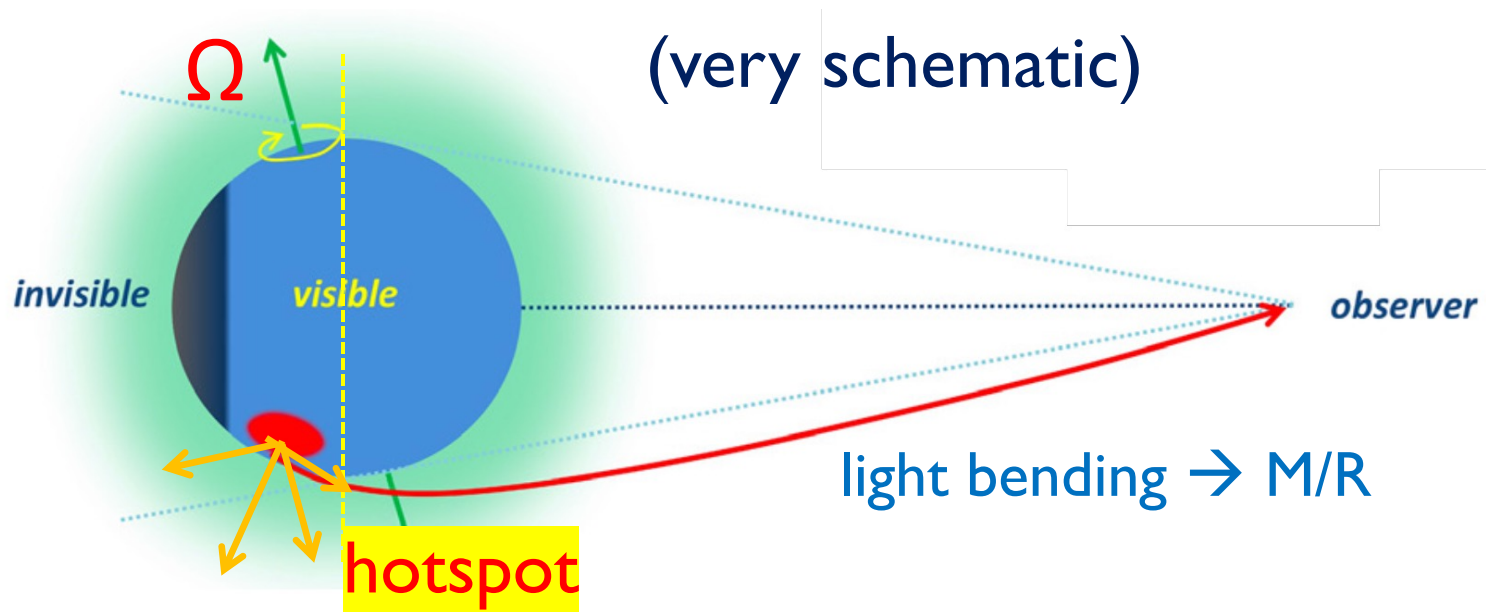 Ω
(very schematic)
invisible
visible
observer
light bending → M/R
hotspot